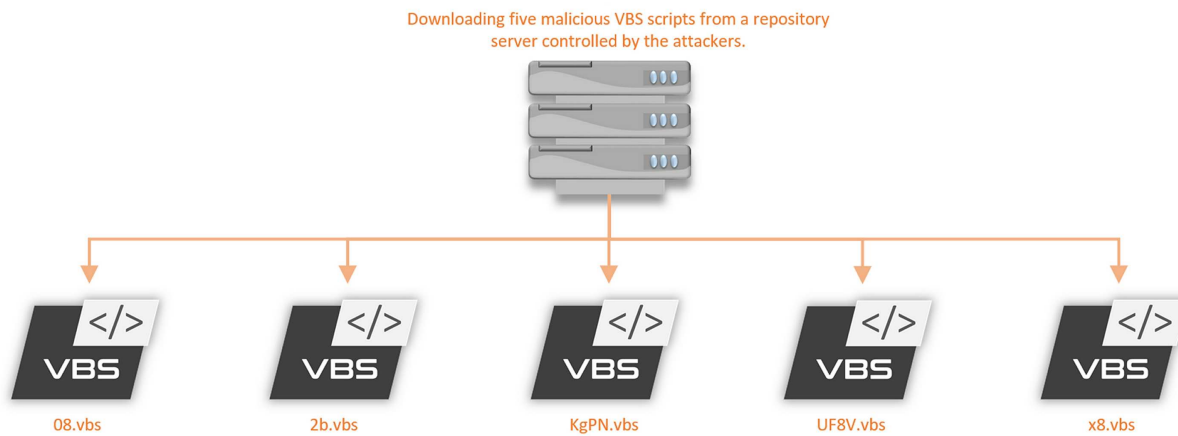 Downloading five malicious VBS scripts from a repository
server controlled by the attackers.
</> </> </> </> </>
VBS VBS VBS VBS VBS
08.vbs 2b.vbs KgPN.vbs UF8V.vbs x8.vbs